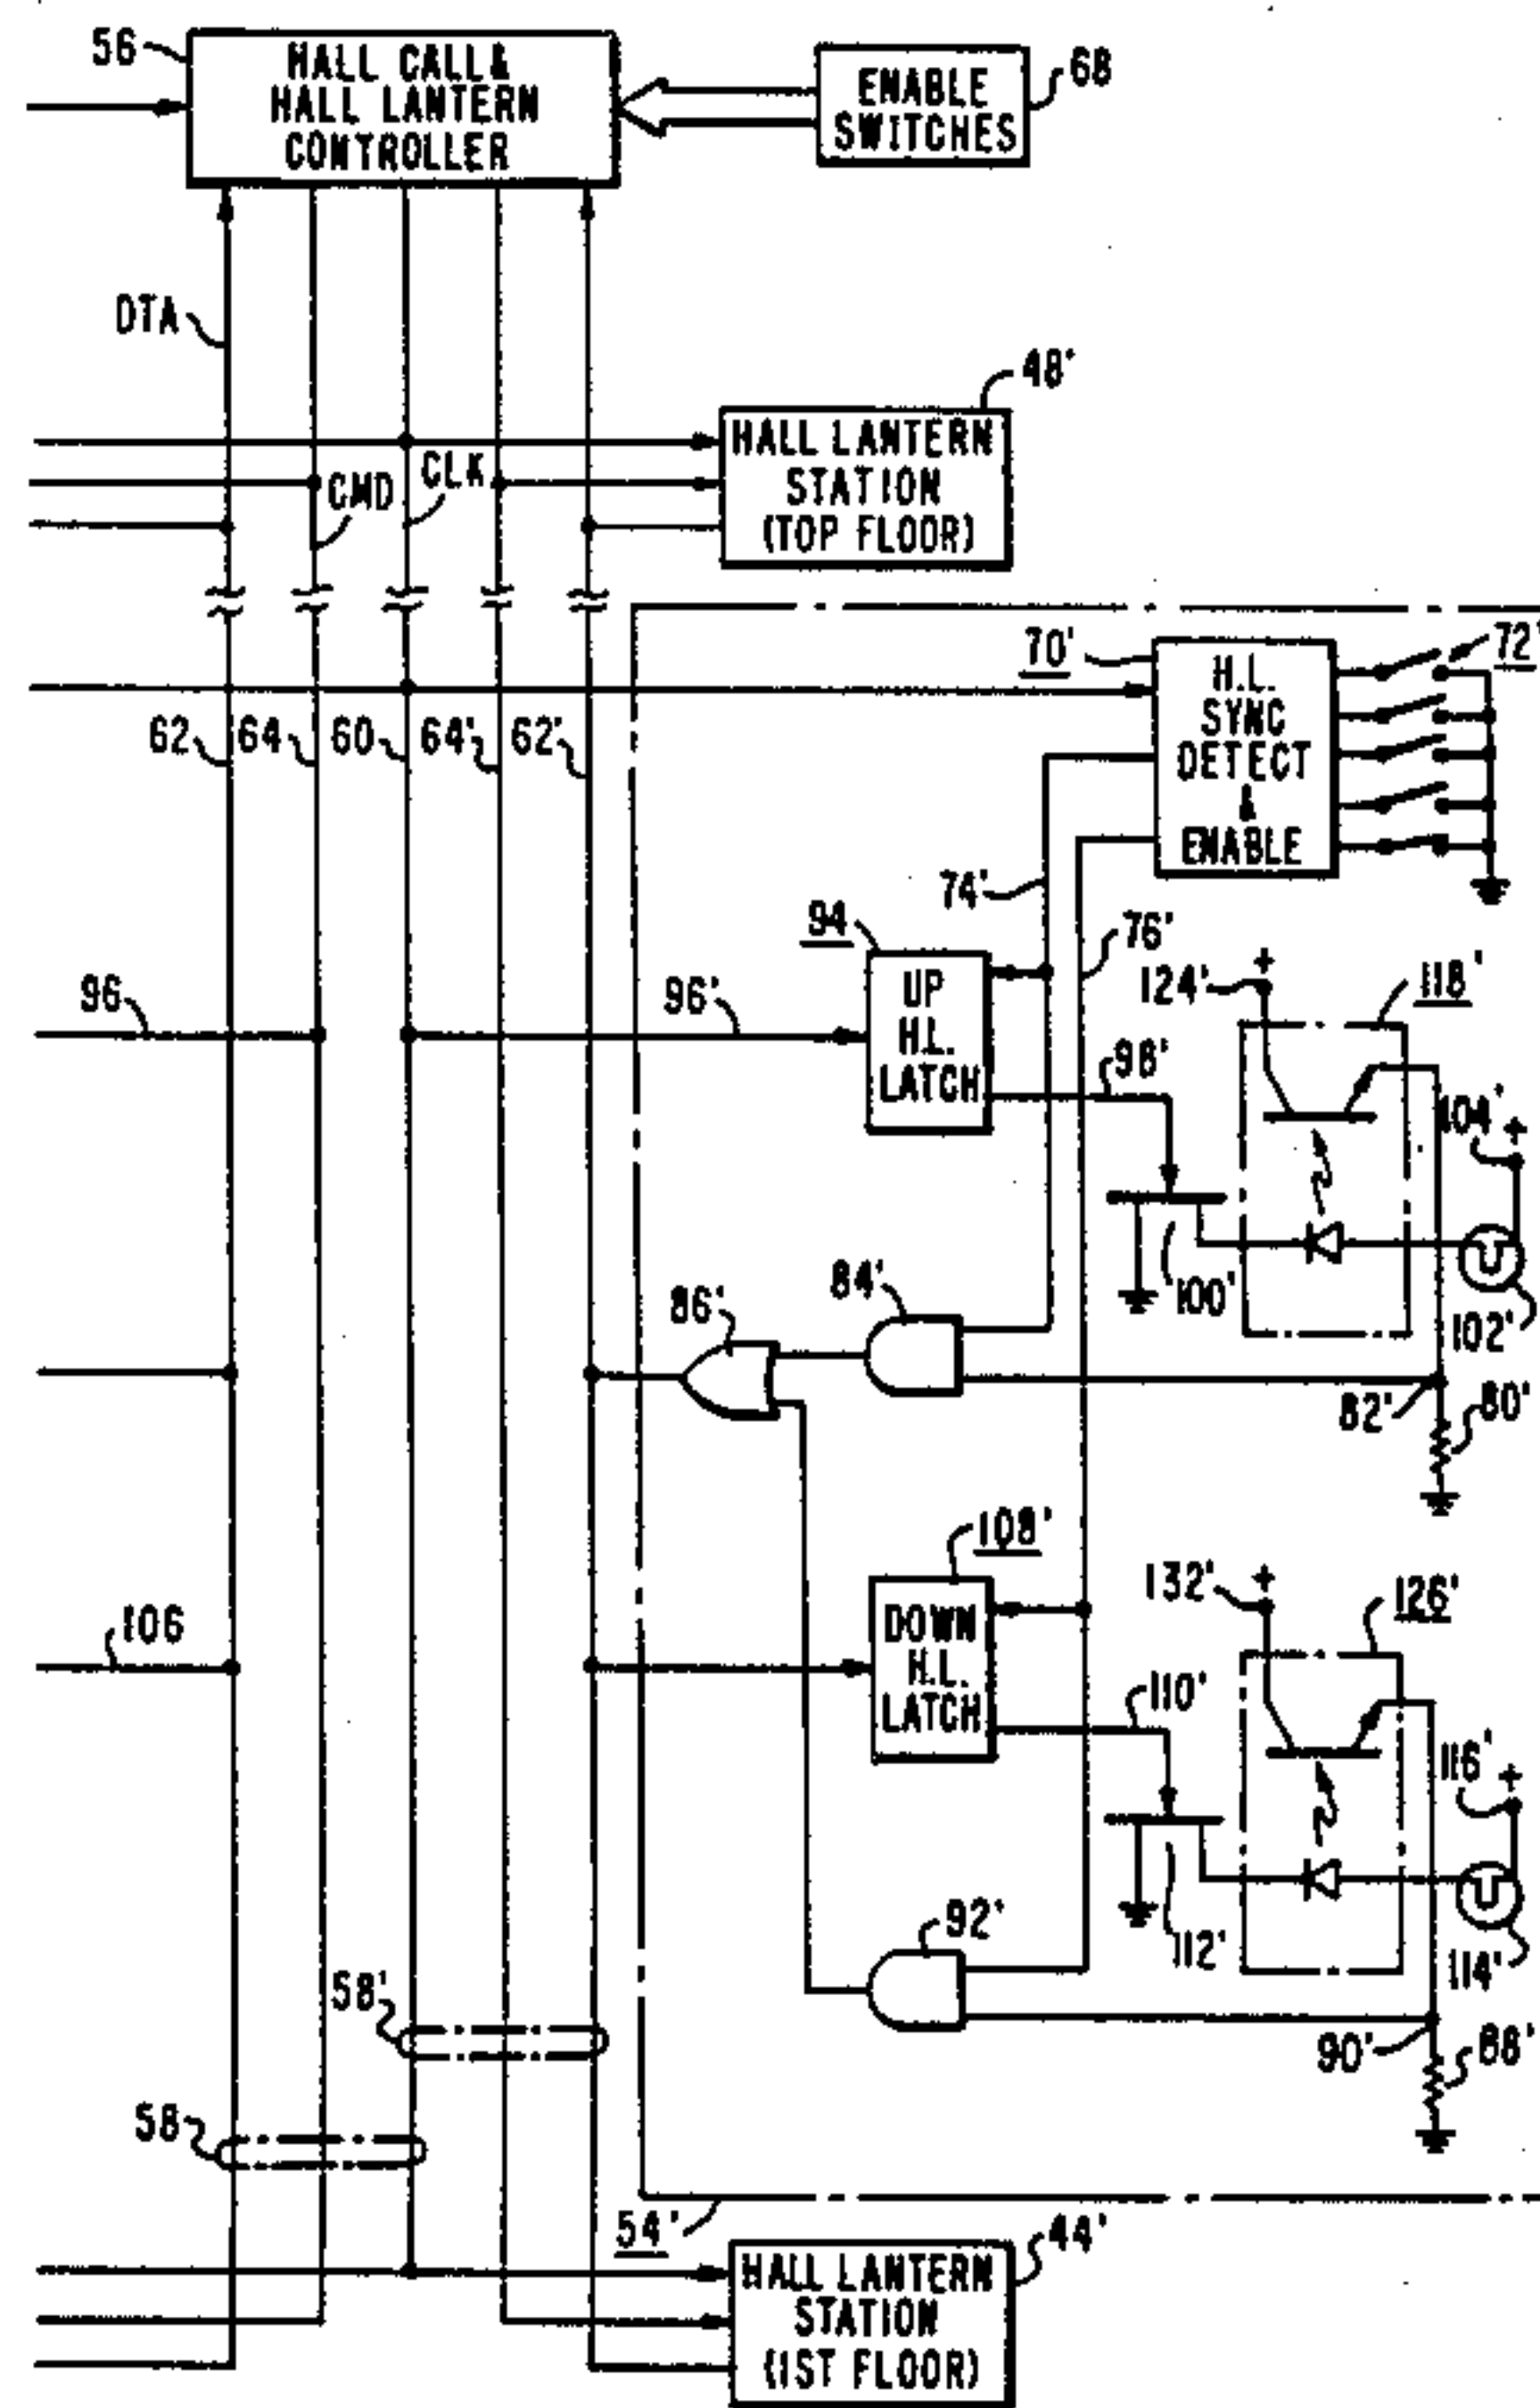 56
HALL CALL &
HALL LANTERN
CONTROLLER
ENABLE
SWITCHES
68
DTA
48'
HALL LANTERN
STATION
(TOP FLOOR)
CMD
CLK
70'
H.L.
SYNC
DETECT
&
ENABLE
72'
62
64
60
64'
62'
74'
76'
94
UP
H.L.
LATCH
96
96'
98'
124'
+
118'
104'
+
100'
102'
84'
86'
82'
80'
108'
DOWN
H.L.
LATCH
106
110'
132'
+
126'
116'
+
112'
114'
92'
90'
88'
58'
58
54'
44'
HALL LANTERN
STATION
(1ST FLOOR)